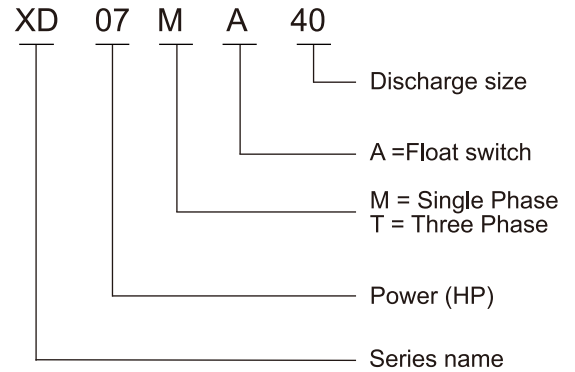 XD 07 M A 40
Discharge size
A =Float switch
M = Single Phase
T = Three Phase
Power (HP)
Series name